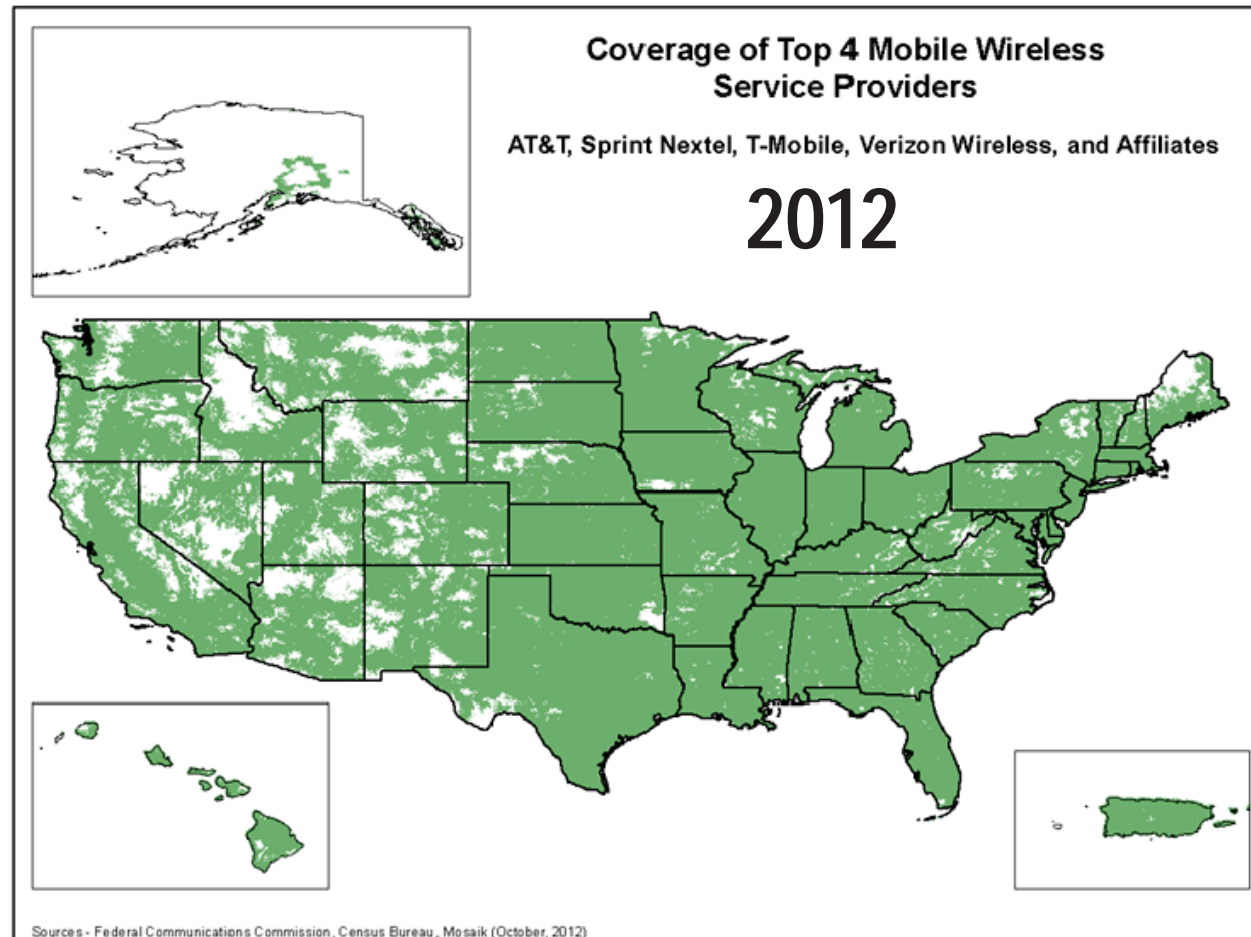 Coverage of Top 4 Mobile Wireless
Service Providers
AT&T, Sprint Nextel, T-Mobile, Verizon Wireless, and Affiliates
2012
Sources - Federal Communications Commission, Census Bureau, Mosaik (October, 2012)